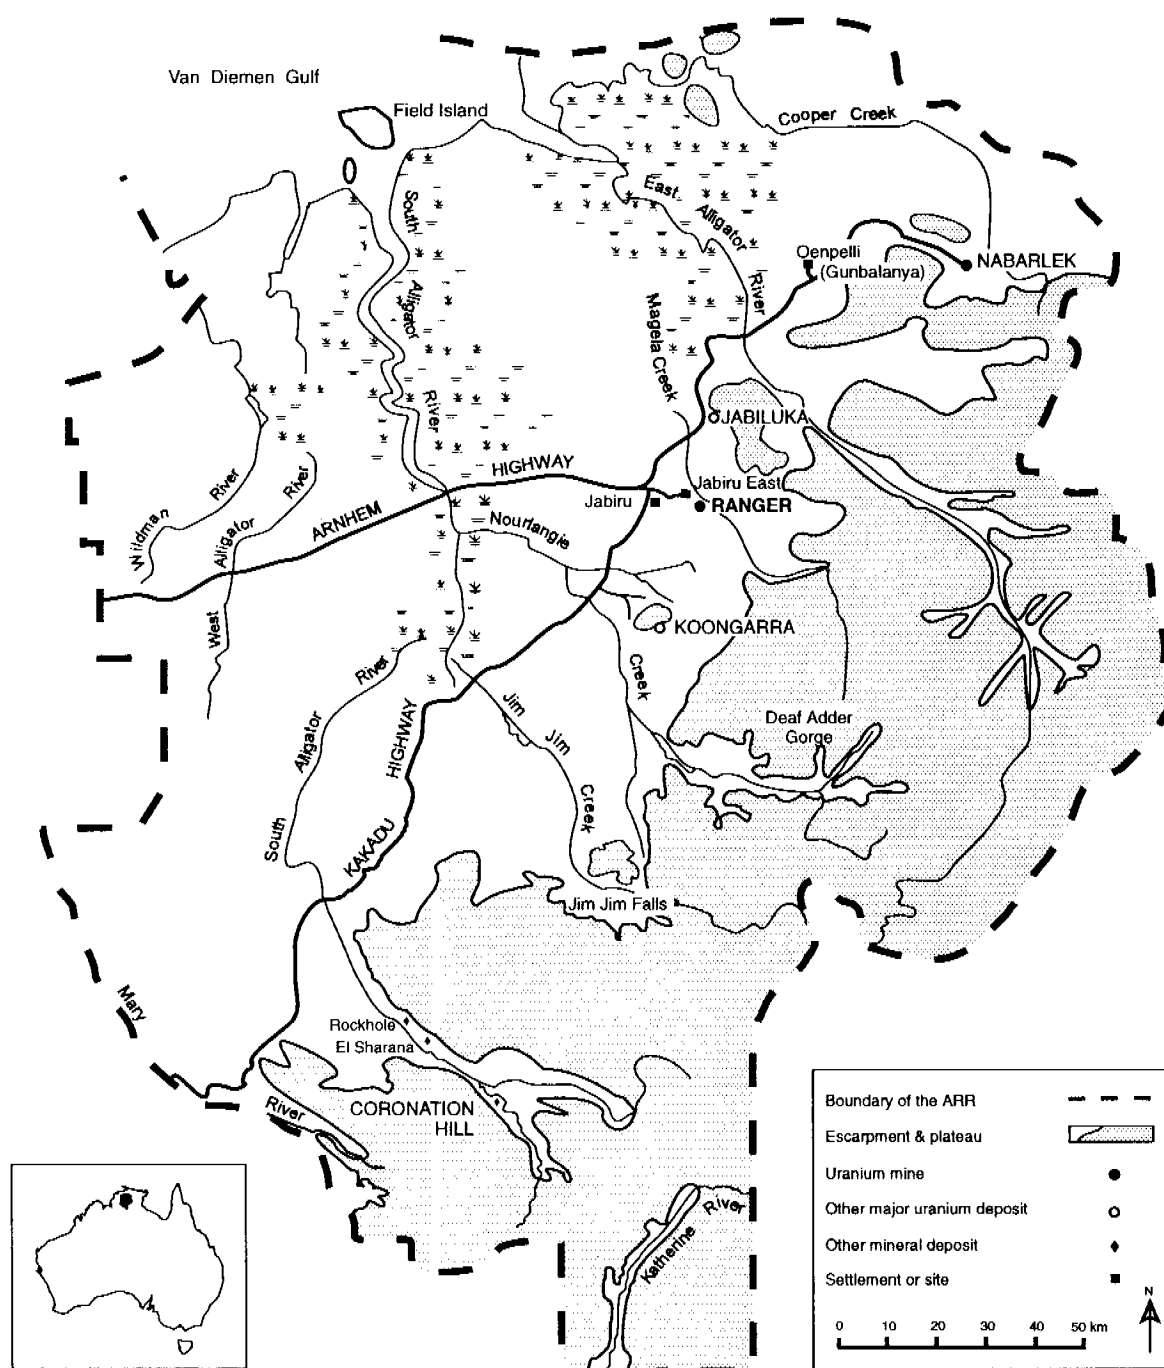 Van Diemen Gulf
Field Island
Cooper Creek
South
Alligator
River
East
Alligator
River
Oenpelli
(Gunbalanya)
NABARLEK
Magela Creek
JABILUKA
HIGHWAY
Jabiru East
Jabiru
RANGER
Wildman
River
West
Alligator
River
ARNHEM
Nourlangie
KOONGARRA
Creek
River
Alligator
South
HIGHWAY
KAKADU
Jim
Jim
Creek
Deaf Adder
Gorge
Jim Jim Falls
Mary
River
Rockhole
El Sharana
CORONATION
HILL
Katherine
River
Boundary of the ARR
Escarpment & plateau
Uranium mine
Other major uranium deposit
Other mineral deposit
Settlement or site
N
0 10 20 30 40 50 km